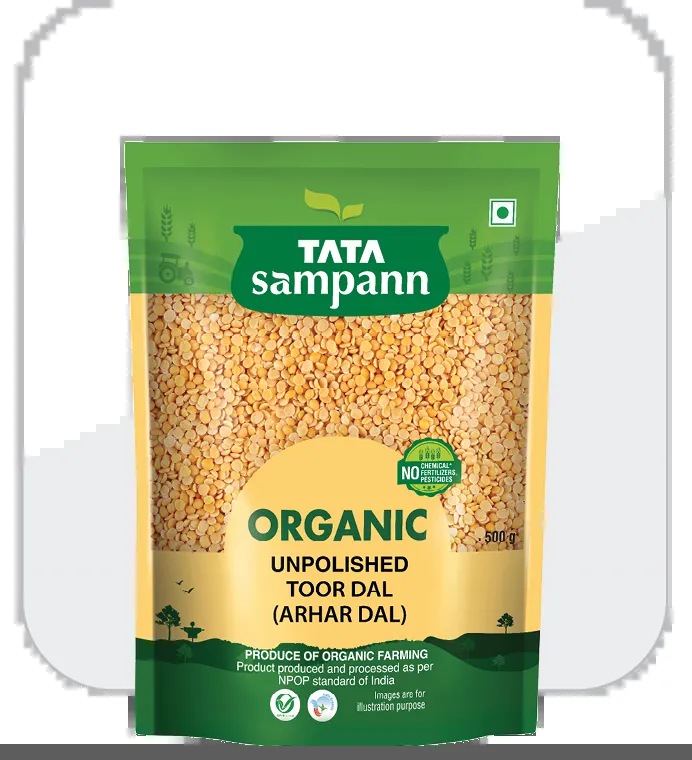 TATA
sampann
NO CHEMICAL*
FERTILIZERS,
PESTICIDES
ORGANIC
500 g
UNPOLISHED
TOOR DAL
(ARHAR DAL)
PRODUCE OF ORGANIC FARMING
Product produced and processed as per
NPOP standard of India
Images are for
illustration purpose